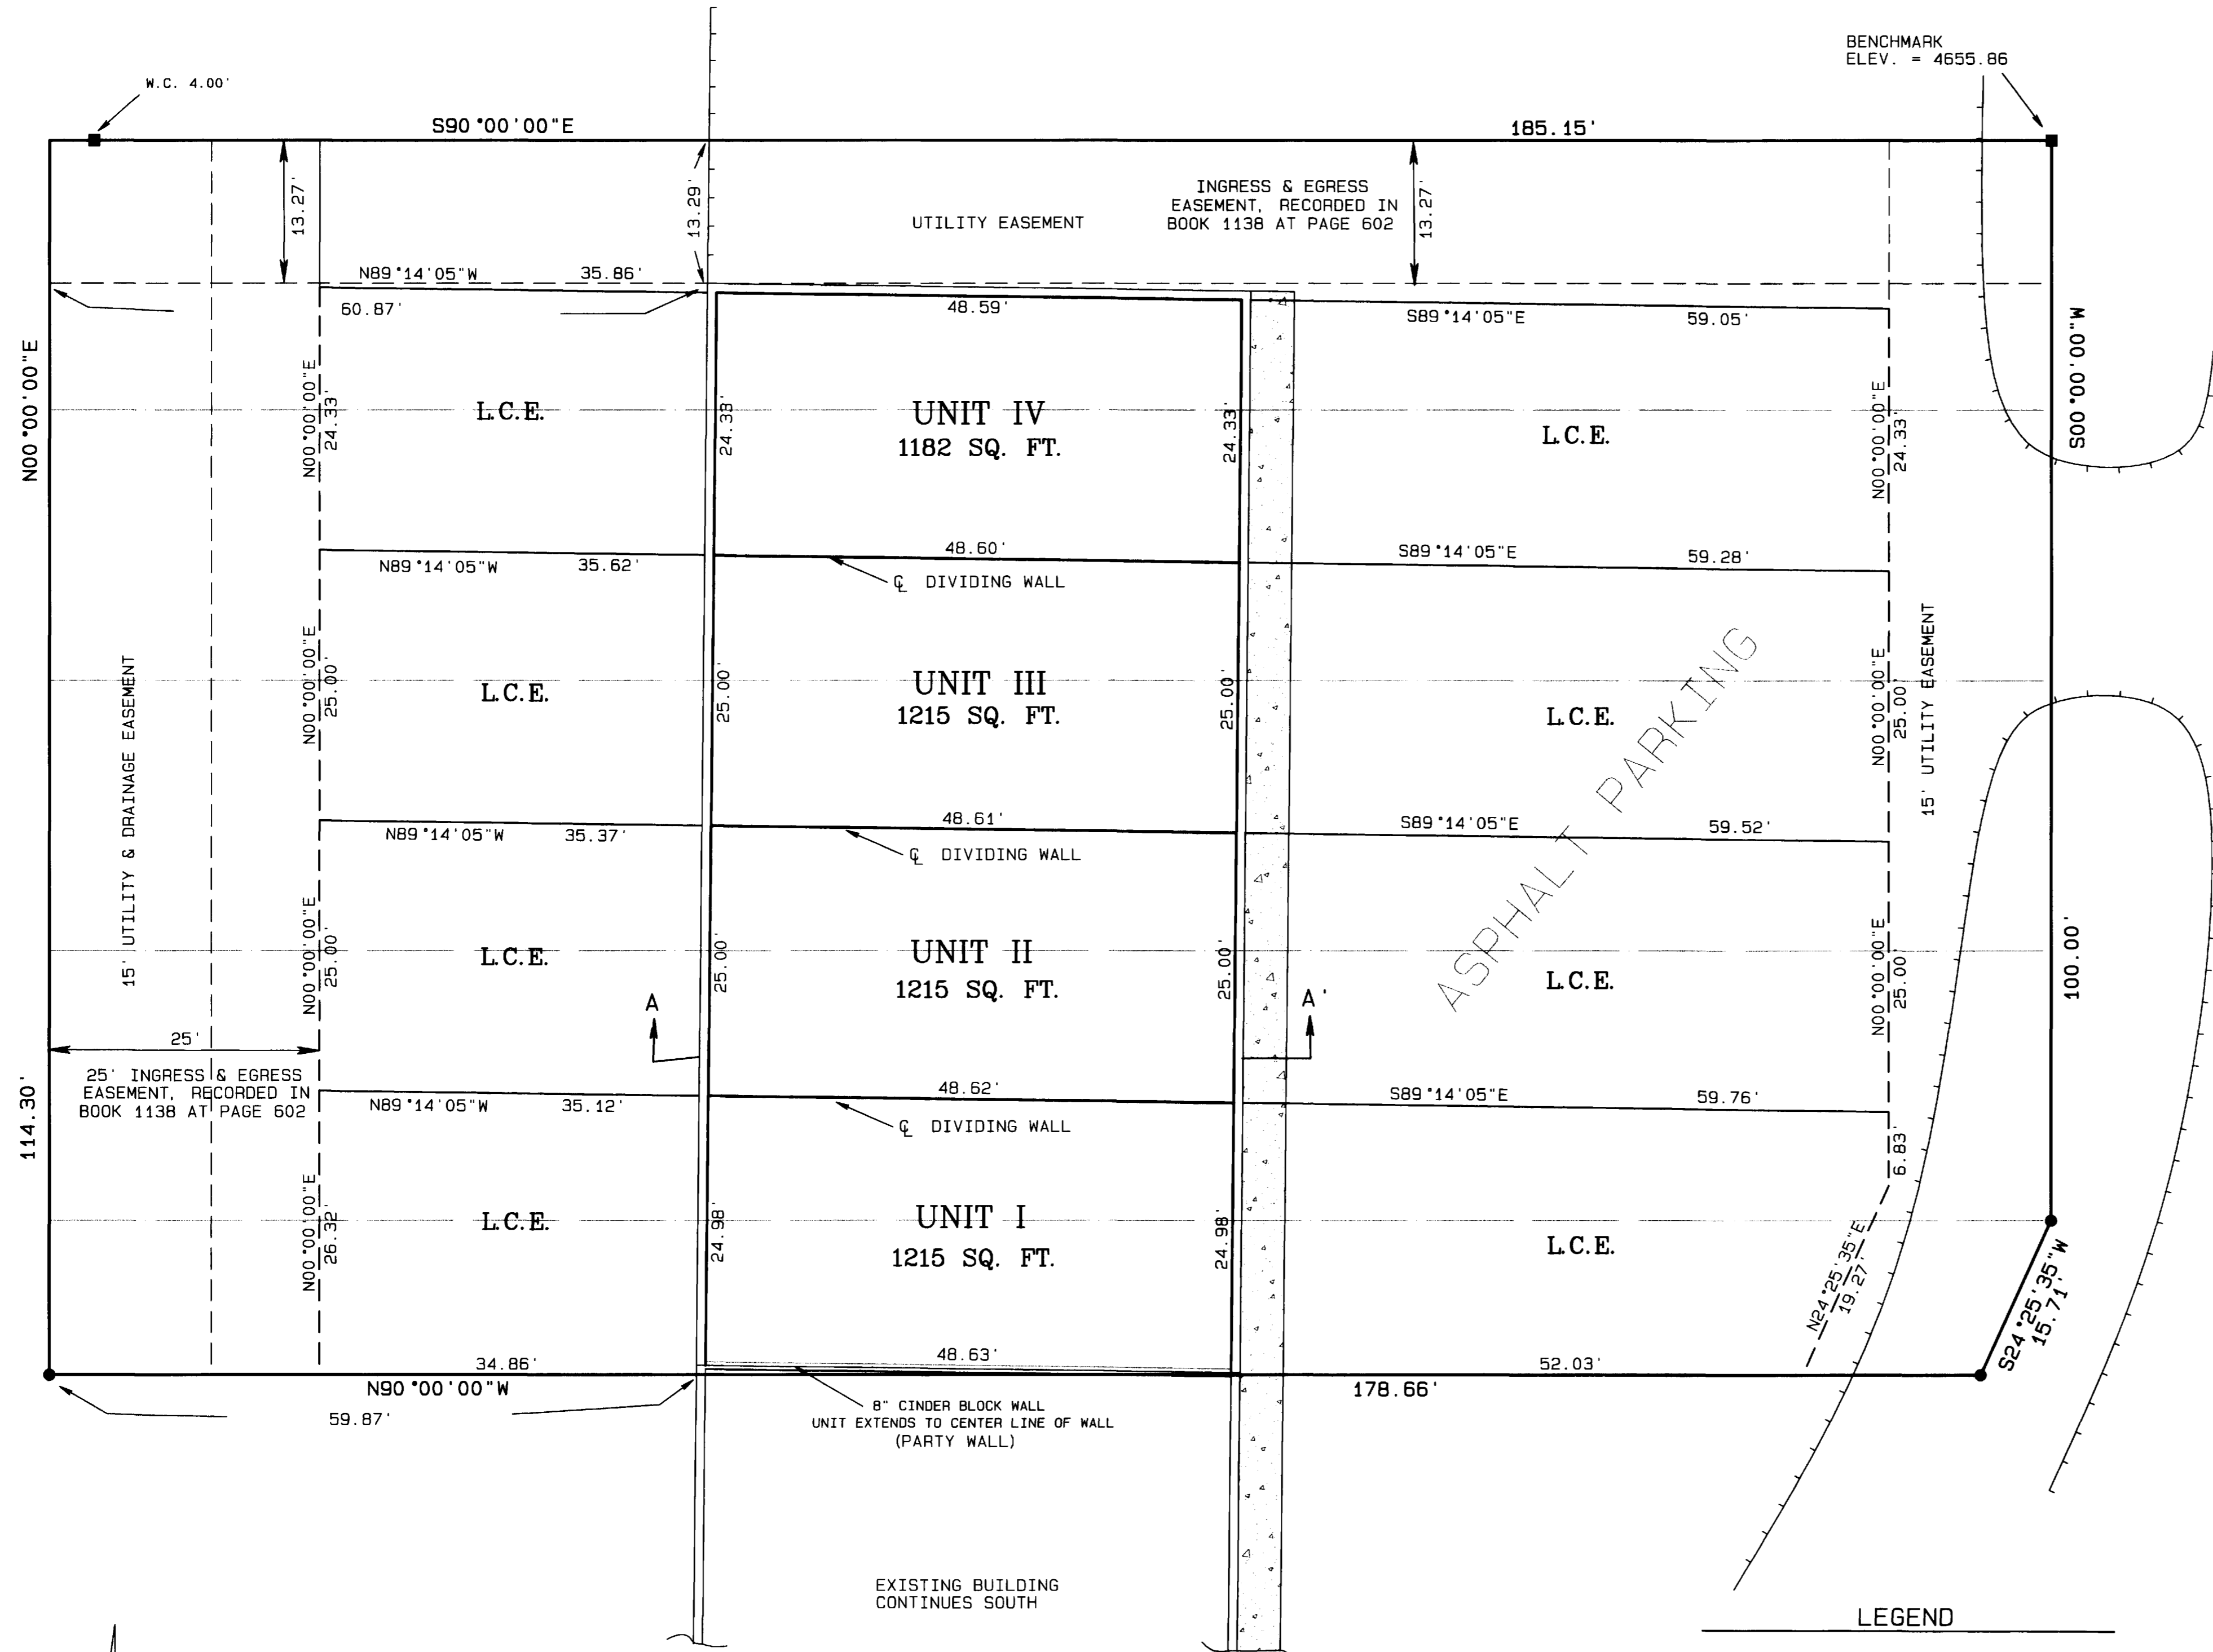 BENCHMARK
ELEV. = 4655.86
W.C. 4.00'
S90°00'00"E
185.15'
13.27'
13.29'
UTILITY EASEMENT
INGRESS & EGRESS
EASEMENT, RECORDED IN
BOOK 1138 AT PAGE 602
13.27'
N89°14'05"W
35.86'
60.87'
48.59'
S89°14'05"E
59.05'
N00°00'00"E
S00°00'00"W
N00°00'00"E
24.33'
L.C.E.
24.33'
UNIT IV
1182 SQ. FT.
24.33'
L.C.E.
N00°00'00"E
24.33'
N89°14'05"W
35.62'
48.60'
℄ DIVIDING WALL
S89°14'05"E
59.28'
15' UTILITY & DRAINAGE EASEMENT
N00°00'00"E
25.00'
L.C.E.
25.00'
UNIT III
1215 SQ. FT.
25.00'
L.C.E.
ASPHALT PARKING
N00°00'00"E
25.00'
15' UTILITY EASEMENT
N89°14'05"W
35.37'
48.61'
℄ DIVIDING WALL
S89°14'05"E
59.52'
N00°00'00"E
25.00'
L.C.E.
25.00'
UNIT II
1215 SQ. FT.
25.00'
L.C.E.
N00°00'00"E
25.00'
100.00'
A
A'
25'
25' INGRESS & EGRESS
EASEMENT, RECORDED IN
BOOK 1138 AT PAGE 602
114.30'
N89°14'05"W
35.12'
48.62'
℄ DIVIDING WALL
S89°14'05"E
59.76'
6.83'
N00°00'00"E
26.32'
L.C.E.
24.98'
UNIT I
1215 SQ. FT.
24.98'
L.C.E.
N24°25'35"E
19.27'
S24°25'35"W
15.71'
34.86'
48.63'
52.03'
N90°00'00"W
178.66'
59.87'
8" CINDER BLOCK WALL
UNIT EXTENDS TO CENTER LINE OF WALL
(PARTY WALL)
EXISTING BUILDING
CONTINUES SOUTH
LEGEND